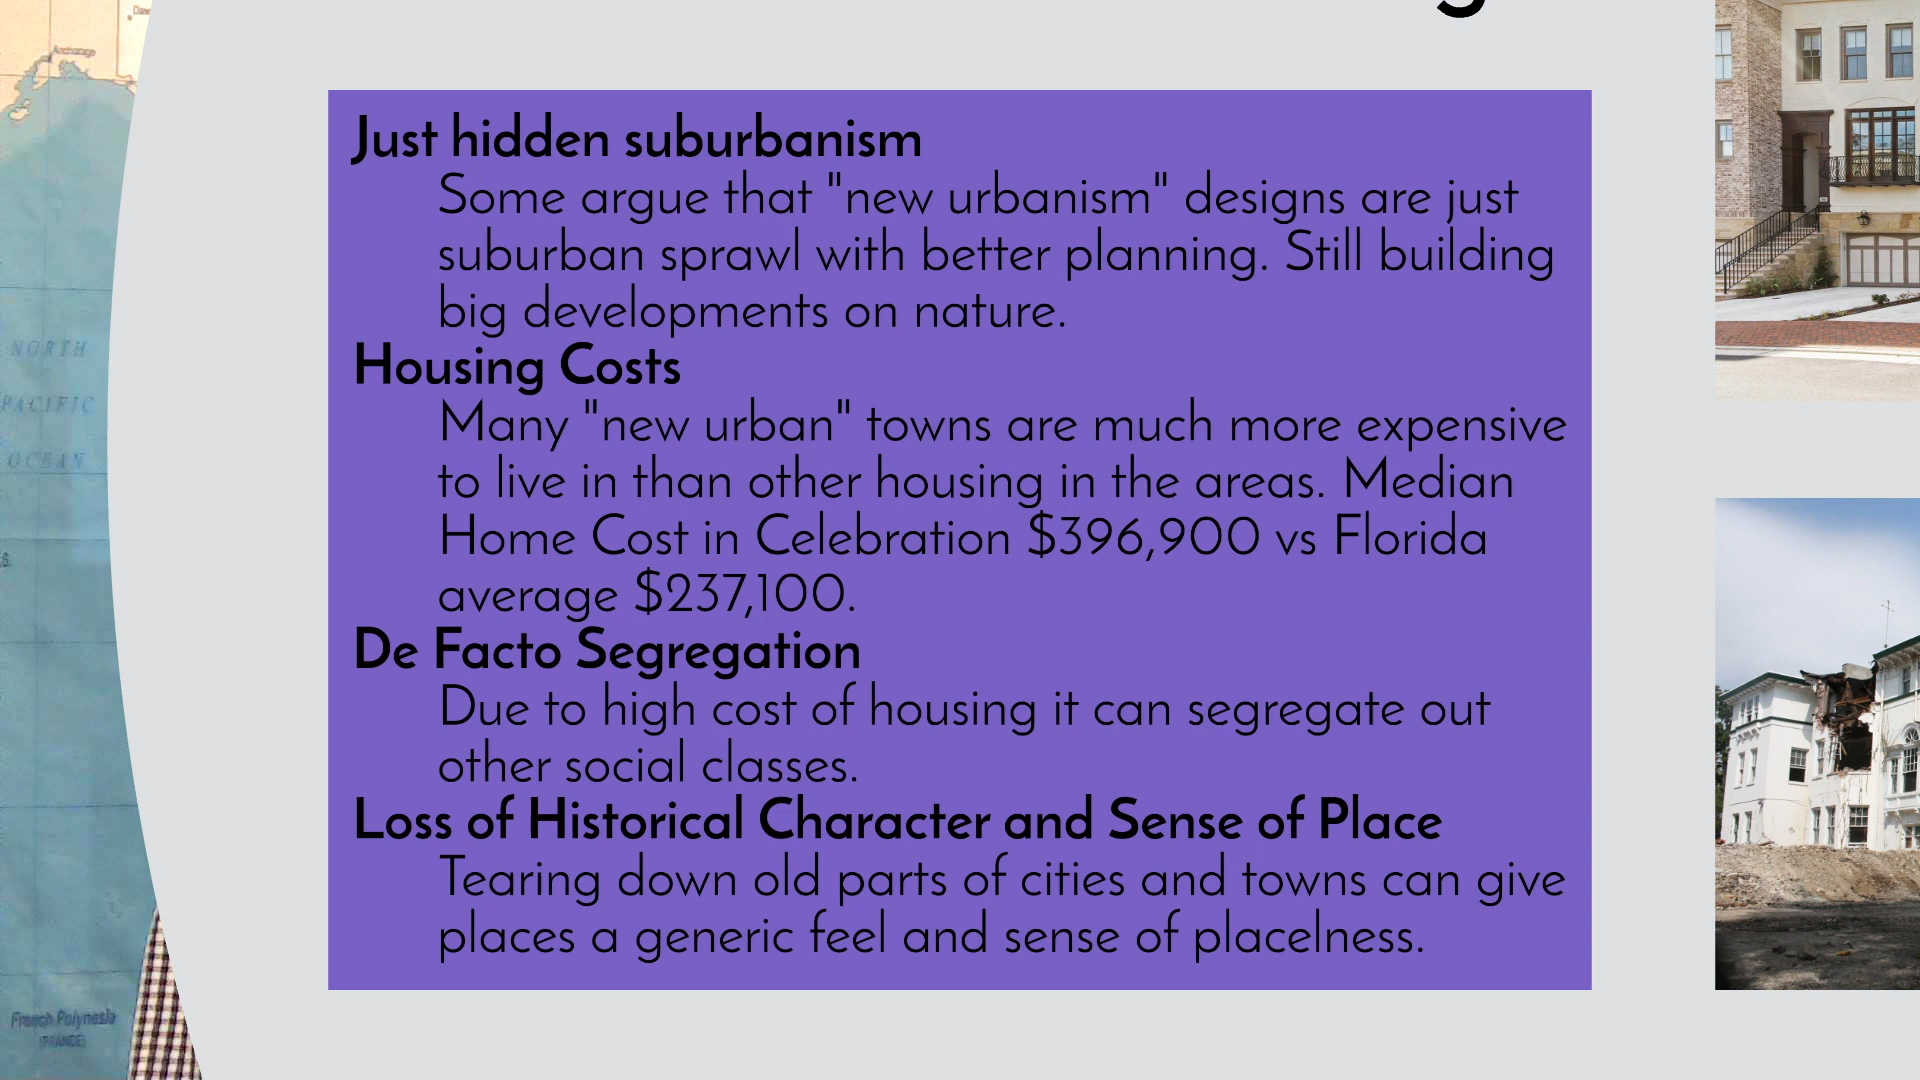 Just hidden suburbanism
Some argue that "new urbanism" designs are just
suburban sprawl with better planning. Still building
big developments on nature.
Housing Costs
Many "new urban" towns are much more expensive
to live in than other housing in the areas. Median
Home Cost in Celebration $396,900 vs Florida
average $237,100.
De Facto Segregation
Due to high cost of housing it can segregate out
other social classes.
Loss of Historical Character and Sense of Place
Tearing down old parts of cities and towns can give
places a generic feel and sense of placelness.
Anchorage
NORTH
PACIFIC
OCEAN
French Polynesia
(FRANCE)